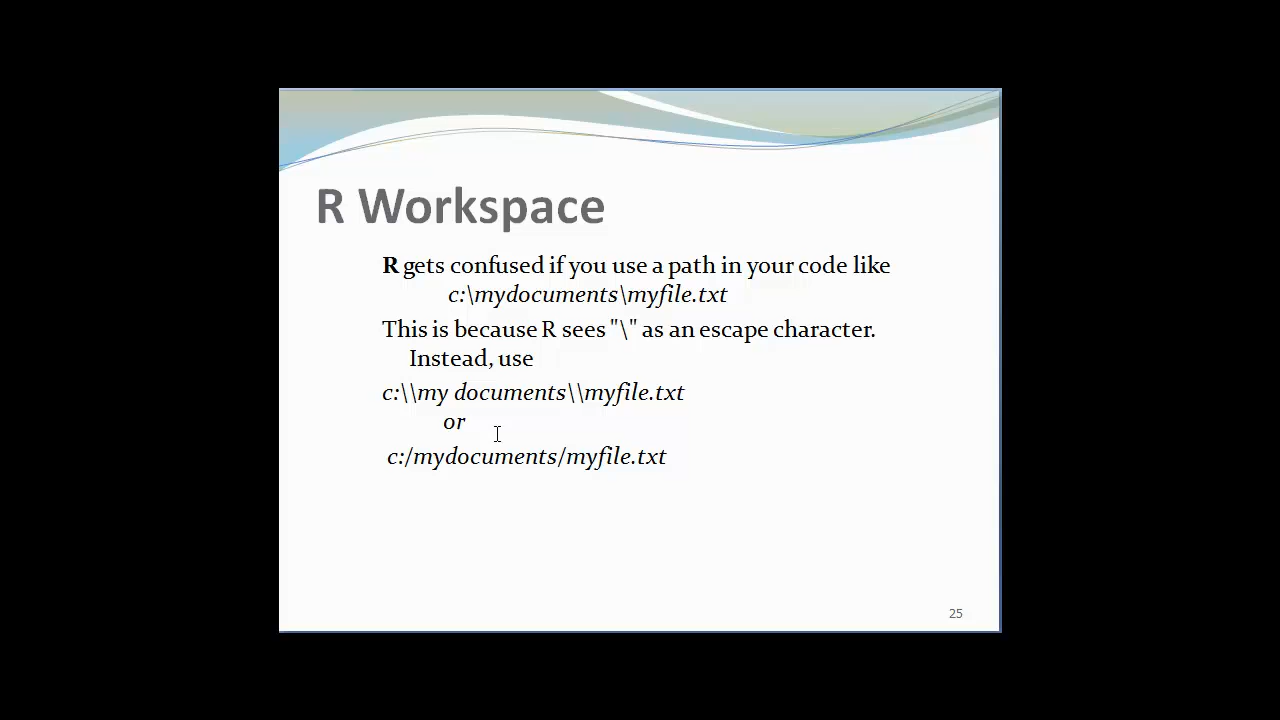 R Workspace
R gets confused if you use a path in your code like
c:\mydocuments\myfile.txt
This is because R sees "\" as an escape character.
Instead, use
c:\\my documents\\myfile.txt
or
c:/mydocuments/myfile.txt
25